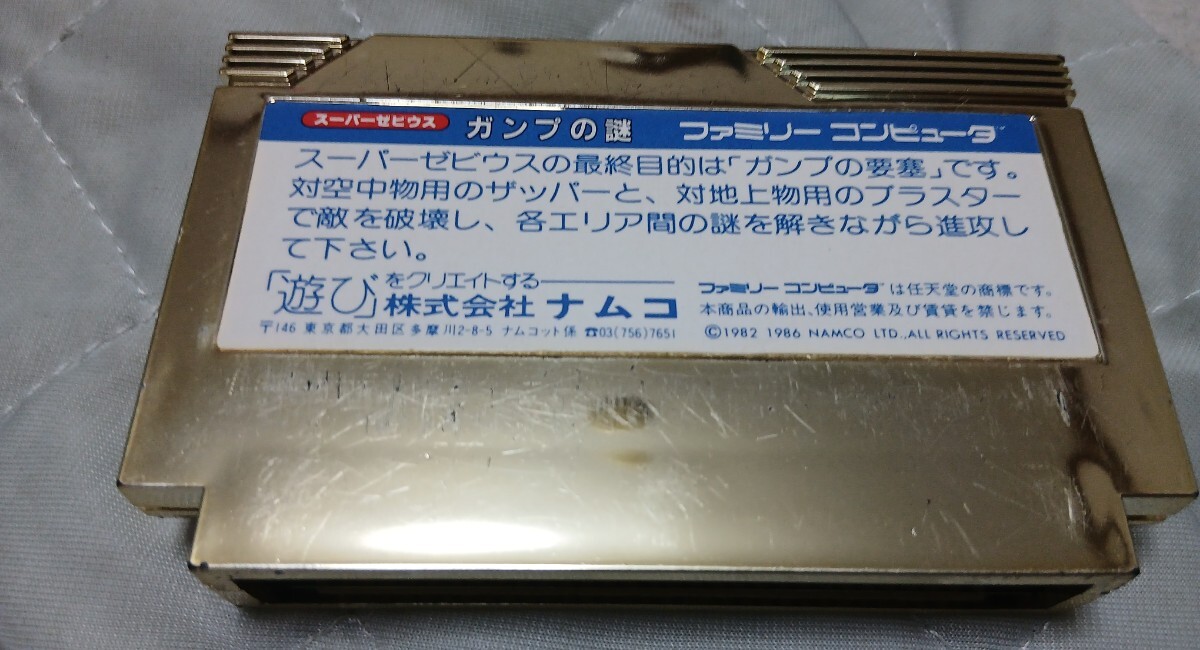 スーパーゼビウス ガンプの謎 ファミリー コンピュータ
スーパーゼビウスの最終目的は「ガンプの要塞」です。
対空中物用のザッパーと、対地上物用のブラスター
で敵を破壊し、各エリア間の謎を解きながら進攻し
て下さい。
「遊び」をクリエイトする
株式会社 ナムコ
〒146 東京都大田区多摩川2-8-5 ナムコット係 ☎03(756)7651
ファミリー コンピュータは任天堂の商標です。
本商品の輸出、使用営業及び賃貸を禁じます。
©1982 1986 NAMCO LTD.,ALL RIGHTS RESERVED